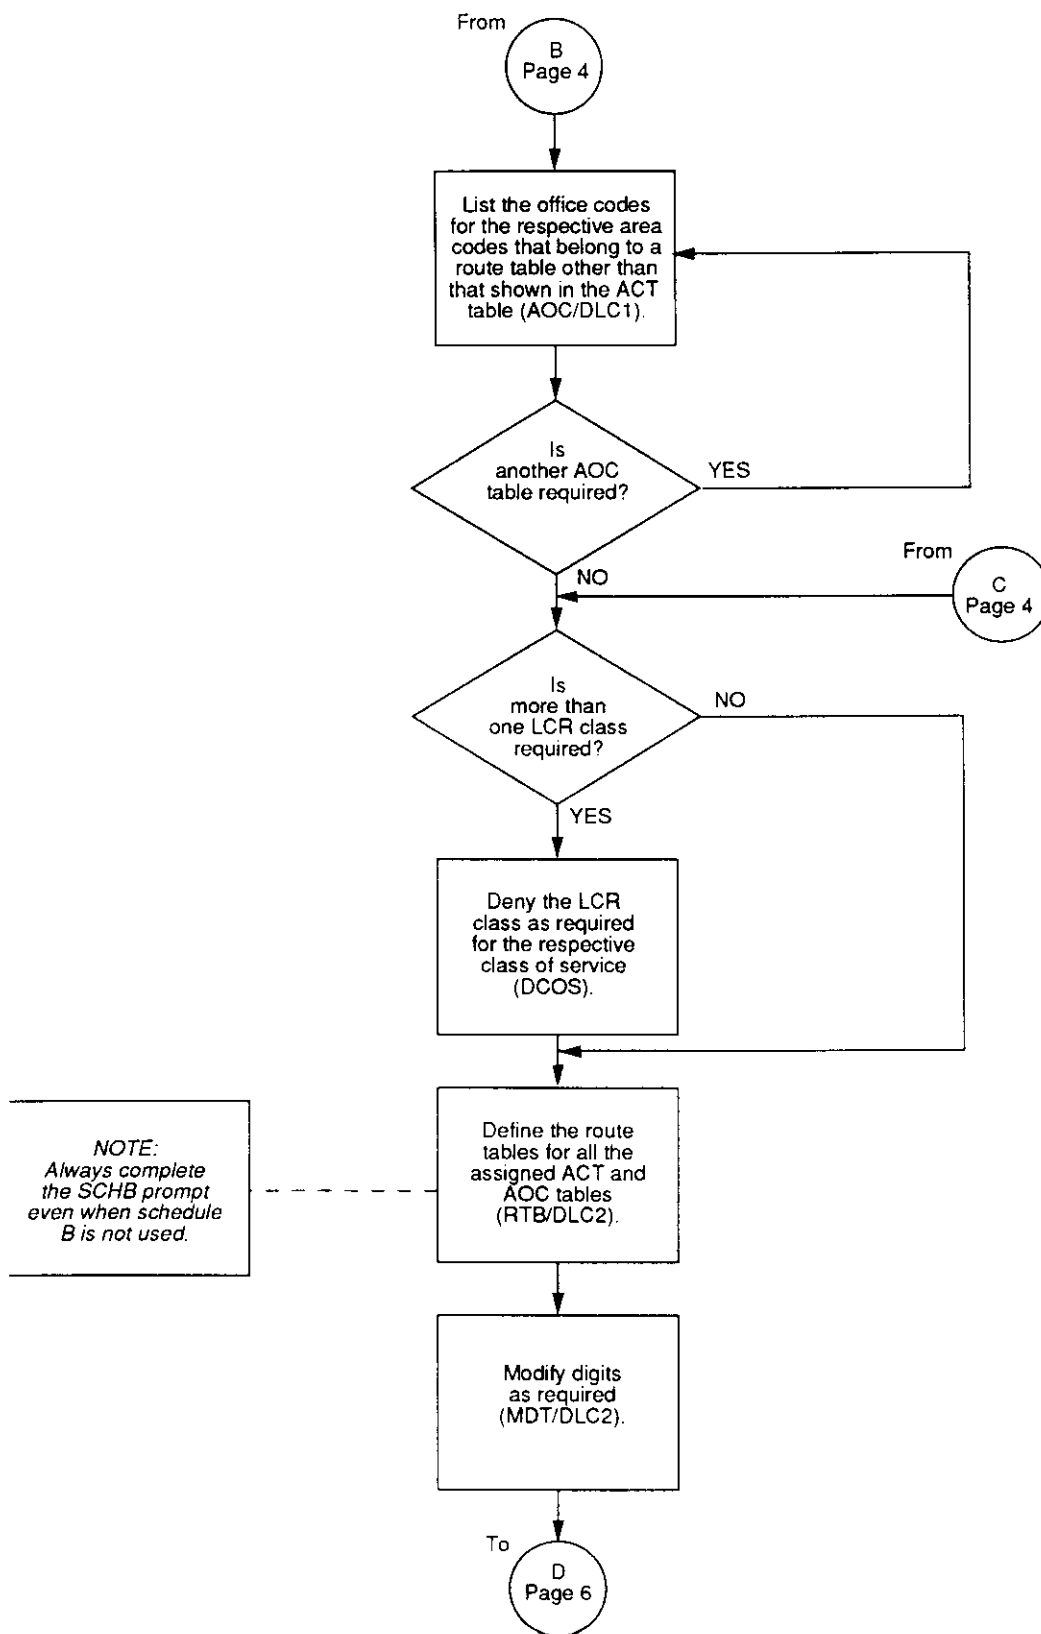 From
B
Page 4
List the office codes
for the respective area
codes that belong to a
route table other than
that shown in the ACT
table (AOC/DLC1).
Is
another AOC
table required?
YES
NO
From
C
Page 4
Is
more than
one LCR class
required?
NO
YES
Deny the LCR
class as required
for the respective
class of service
(DCOS).
NOTE:
Always complete
the SCHB prompt
even when schedule
B is not used.
Define the route
tables for all the
assigned ACT and
AOC tables
(RTB/DLC2).
Modify digits
as required
(MDT/DLC2).
To
D
Page 6